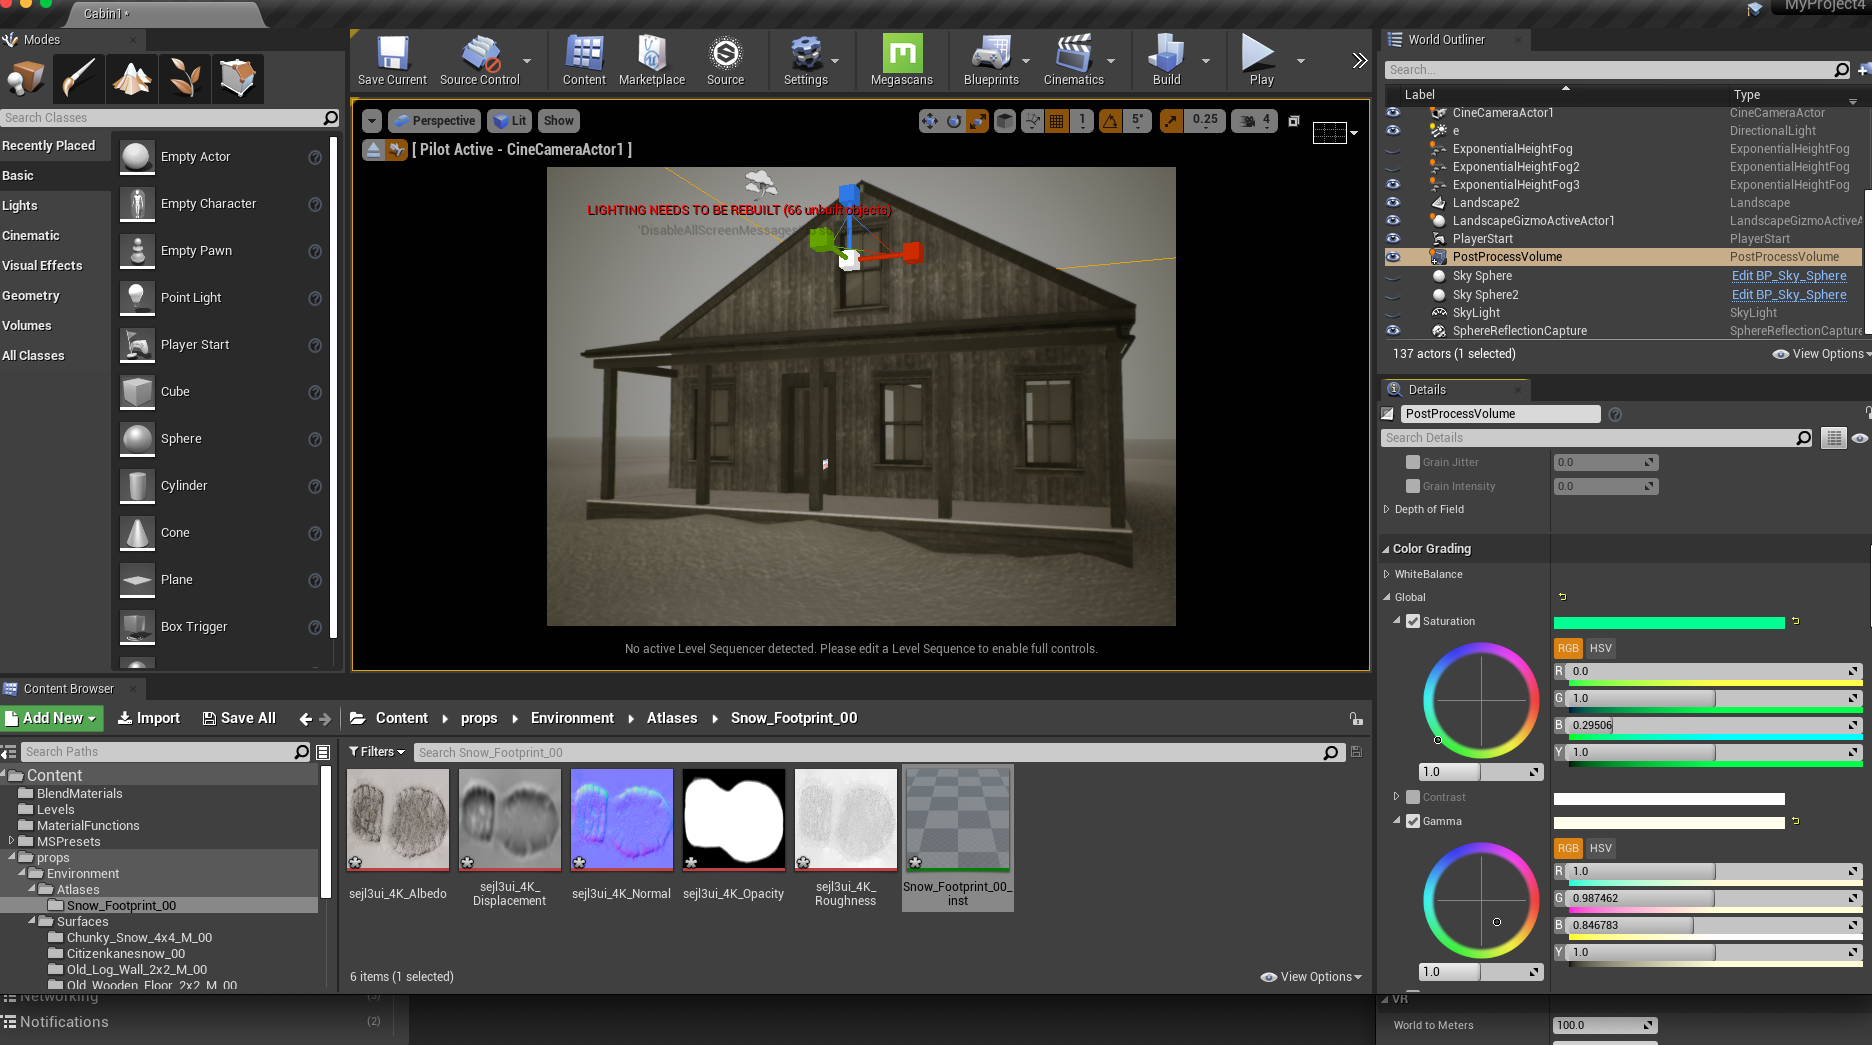 Cabin1*
MyProject4
Modes
Search Classes
Recently Placed
Basic
Lights
Cinematic
Visual Effects
Geometry
Volumes
All Classes
Empty Actor
Empty Character
Empty Pawn
Point Light
Player Start
Cube
Sphere
Cylinder
Cone
Plane
Box Trigger
Save Current
Source Control
Content
Marketplace
Source
Settings
Megascans
Blueprints
Cinematics
Build
Play
Perspective
Lit
Show
1
5°
0.25
4
[ Pilot Active - CineCameraActor1 ]
LIGHTING NEEDS TO BE REBUILT (66 unbuilt objects)
'DisableAllScreenMessages' to
No active Level Sequencer detected. Please edit a Level Sequence to enable full controls.
World Outliner
Search...
Label Type
CineCameraActor1 CineCameraActor
e DirectionalLight
ExponentialHeightFog ExponentialHeightFog
ExponentialHeightFog2 ExponentialHeightFog
ExponentialHeightFog3 ExponentialHeightFog
Landscape2 Landscape
LandscapeGizmoActiveActor1 LandscapeGizmoActiveA
PlayerStart PlayerStart
PostProcessVolume PostProcessVolume
Sky Sphere Edit BP_Sky_Sphere
Sky Sphere2 Edit BP_Sky_Sphere
SkyLight SkyLight
SphereReflectionCapture SphereReflectionCapture
137 actors (1 selected)
View Options
Details
PostProcessVolume
Search Details
Grain Jitter 0.0
Grain Intensity 0.0
Depth of Field
Color Grading
WhiteBalance
Global
Saturation
RGB HSV
R 0.0
G 1.0
B 0.29506
Y 1.0
1.0
Contrast
Gamma
RGB HSV
R 1.0
G 0.987462
B 0.846783
Y 1.0
1.0
VR
World to Meters 100.0
Content Browser
Add New
Import
Save All
Content
props
Environment
Atlases
Snow_Footprint_00
Search Paths
Filters
Search Snow_Footprint_00
Content
BlendMaterials
Levels
MaterialFunctions
MSPresets
props
Environment
Atlases
Snow_Footprint_00
Surfaces
Chunky_Snow_4x4_M_00
Citizenkanesnow_00
Old_Log_Wall_2x2_M_00
Old_Wooden_Floor_2x2_M_00
sejl3ui_4K_Albedo
sejl3ui_4K_
Displacement
sejl3ui_4K_Normal
sejl3ui_4K_Opacity
sejl3ui_4K_
Roughness
Snow_Footprint_00_
inst
6 items (1 selected)
View Options
Networking
Notifications (2)